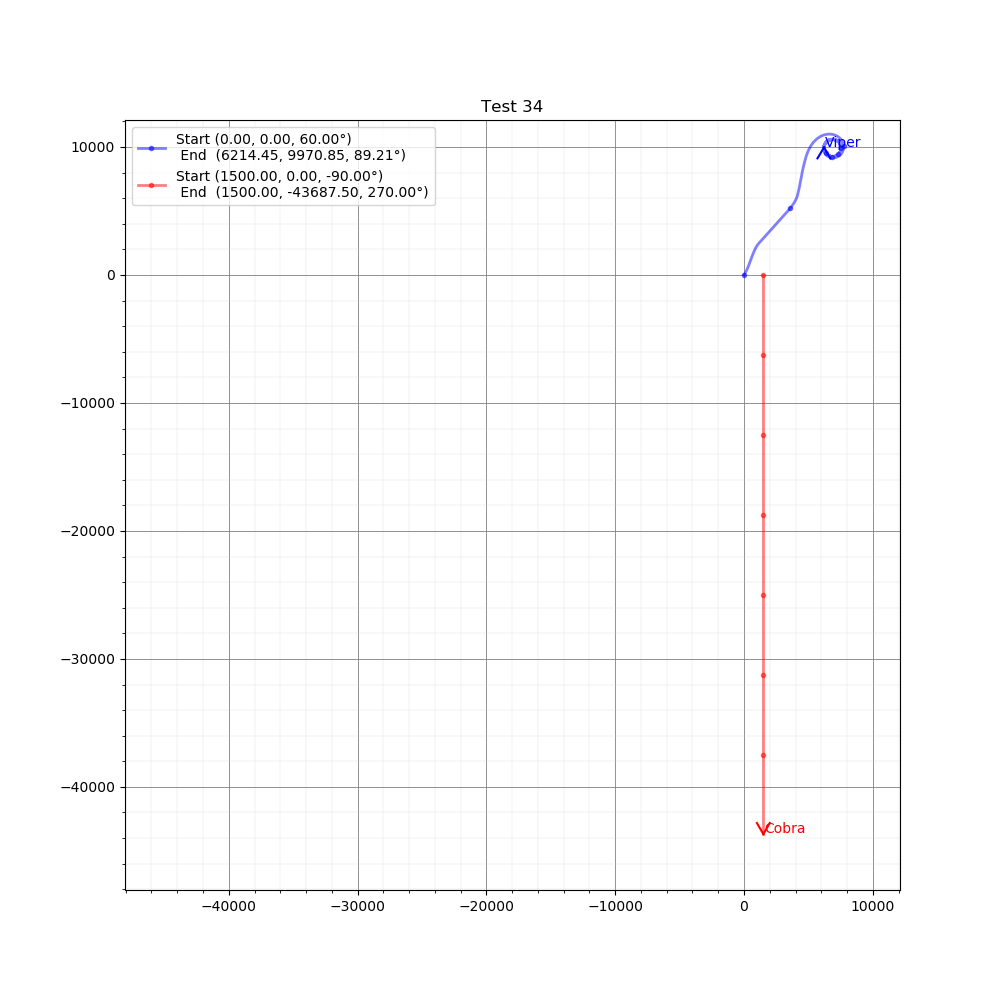 Test 34
Start (0.00, 0.00, 60.00°)
End (6214.45, 9970.85, 89.21°)
Start (1500.00, 0.00, -90.00°)
End (1500.00, -43687.50, 270.00°)
Viper
Cobra
10000
0
−10000
−20000
−30000
−40000
−40000
−30000
−20000
−10000
0
10000